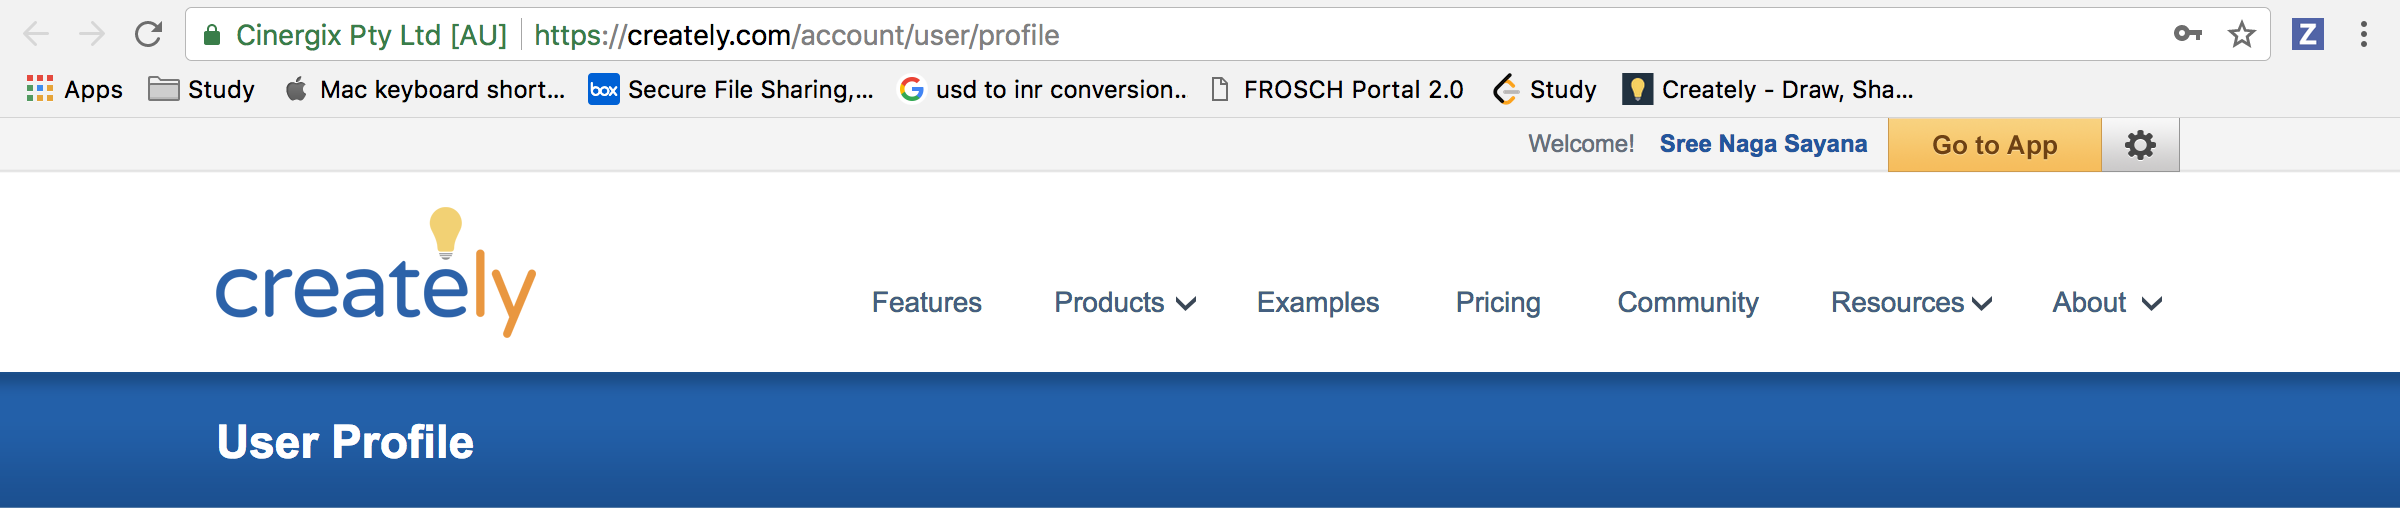 Cinergix Pty Ltd [AU] https://creately.com/account/user/profile Z
Apps Study Mac keyboard short... box Secure File Sharing,... G usd to inr conversion.. FROSCH Portal 2.0 Study Creately - Draw, Sha...
Welcome! Sree Naga Sayana Go to App
creately
Features Products Examples Pricing Community Resources About
User Profile